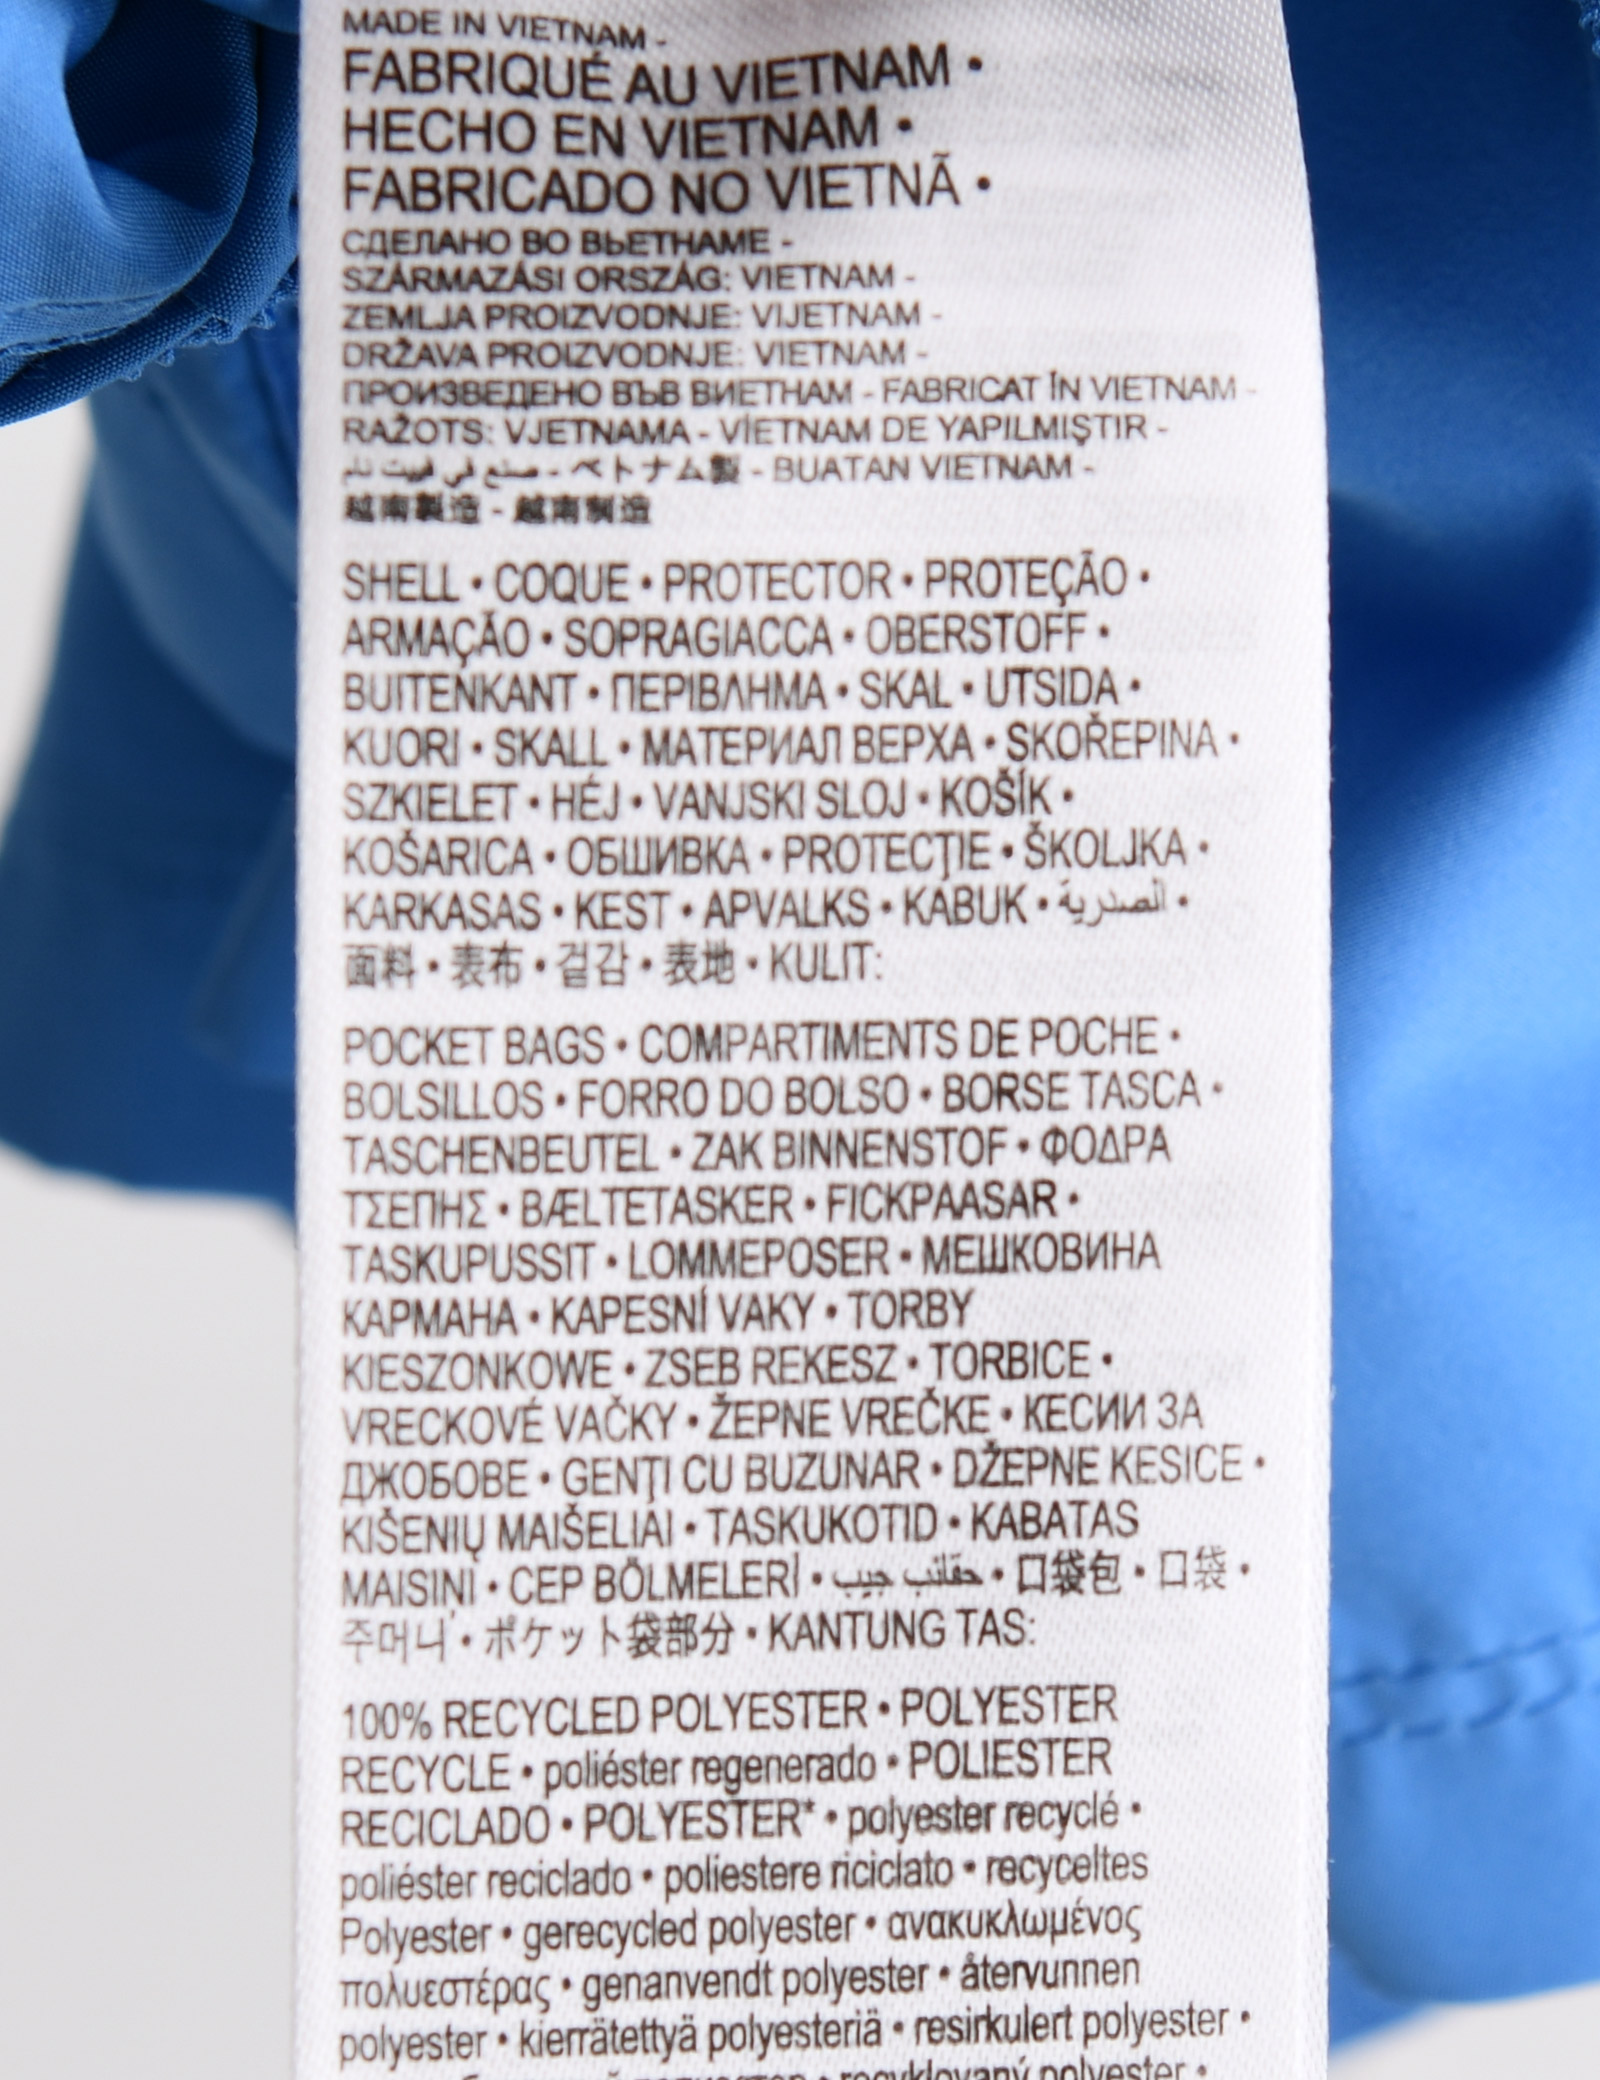 MADE IN VIETNAM -
FABRIQUÉ AU VIETNAM •
HECHO EN VIETNAM •
FABRICADO NO VIETNÃ •
СДЕЛАНО ВО ВЬЕТНАМЕ -
SZÁRMAZÁSI ORSZÁG: VIETNAM -
ZEMLJA PROIZVODNJE: VIJETNAM -
DRŽAVA PROIZVODNJE: VIETNAM -
ПРОИЗВЕДЕНО ВЪВ ВИЕТНАМ - FABRICAT ÎN VIETNAM -
RAŽOTS: VJETNAMA - VİETNAM DE YAPILMIŞTIR -
صنع في فييت نام - ベトナム製 - BUATAN VIETNAM -
越南製造 - 越南制造
SHELL • COQUE • PROTECTOR • PROTEÇÃO •
ARMAÇÃO • SOPRAGIACCA • OBERSTOFF •
BUITENKANT • ΠΕΡΙΒΛΗΜΑ • SKAL • UTSIDA •
KUORI • SKALL • МАТЕРИАЛ ВЕРХА • SKOŘEPINA •
SZKIELET • HÉJ • VANJSKI SLOJ • KOŠÍK •
KOŠARICA • ОБШИВКА • PROTECŢIE • ŠKOLJKA •
KARKASAS • KEST • APVALKS • KABUK • الصدرية •
面料 • 表布 • 겉감 • 表地 • KULIT:
POCKET BAGS • COMPARTIMENTS DE POCHE •
BOLSILLOS • FORRO DO BOLSO • BORSE TASCA •
TASCHENBEUTEL • ZAK BINNENSTOF • ΦΟΔΡΑ
ΤΣΕΠΗΣ • BÆLTETASKER • FICKPAASAR •
TASKUPUSSIT • LOMMEPOSER • МЕШКОВИНА
КАРМАНА • KAPESNÍ VAKY • TORBY
KIESZONKOWE • ZSEB REKESZ • TORBICE •
VRECKOVÉ VAČKY • ŽEPNE VREČKE • КЕСИИ ЗА
ДЖОБОВЕ • GENŢI CU BUZUNAR • DŽEPNE KESICE •
KIŠENIŲ MAIŠELIAI • TASKUKOTID • KABATAS
MAISIŅI • CEP BÖLMELERİ • حقائب جيب • 口袋包 • 口袋 •
주머니 • ポケット袋部分 • KANTUNG TAS:
100% RECYCLED POLYESTER • POLYESTER
RECYCLE • poliéster regenerado • POLIESTER
RECICLADO • POLYESTER* • polyester recyclé •
poliéster reciclado • poliestere riciclato • recyceltes
Polyester • gerecycled polyester • ανακυκλωμένος
πολυεστέρας • genanvendt polyester • återvunnen
polyester • kierrätettyä polyesteriä • resirkulert polyester •
recyklovaný polyester •